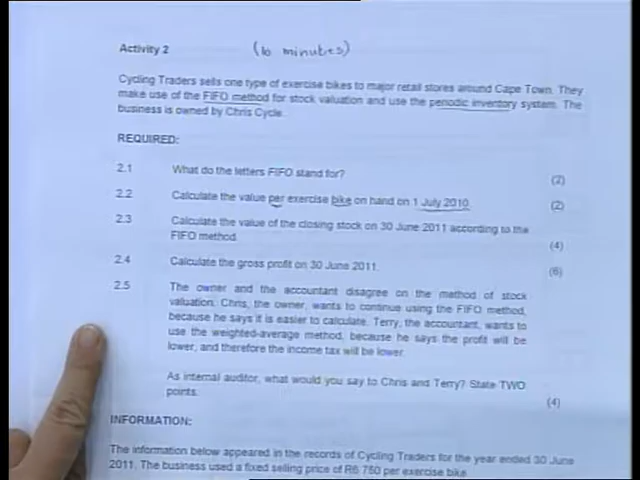 Activity 2 (10 minutes)
Cycling Traders sells one type of exercise bikes to major retail stores around Cape Town. They
make use of the FIFO method for stock valuation and use the periodic inventory system. The
business is owned by Chris Cycle.
REQUIRED:
2.1 What do the letters FIFO stand for? (2)
2.2 Calculate the value per exercise bike on hand on 1 July 2010. (2)
2.3 Calculate the value of the closing stock on 30 June 2011 according to the
FIFO method. (4)
2.4 Calculate the gross profit on 30 June 2011. (6)
2.5 The owner and the accountant disagree on the method of stock
valuation. Chris, the owner, wants to continue using the FIFO method,
because he says it is easier to calculate. Terry, the accountant, wants to
use the weighted-average method, because he says the profit will be
lower, and therefore the income tax will be lower.
As internal auditor, what would you say to Chris and Terry? State TWO
points. (4)
INFORMATION:
The information below appeared in the records of Cycling Traders for the year ended 30 June
2011. The business used a fixed selling price of R6 750 per exercise bike.